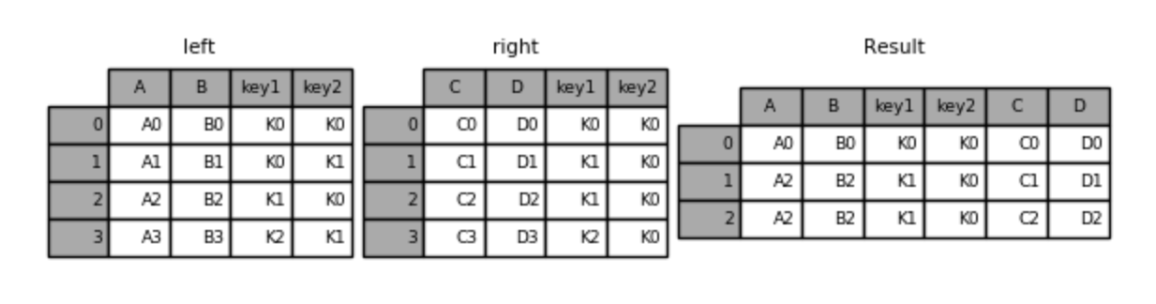 left
A B key1 key2
0 A0 B0 K0 K0
1 A1 B1 K0 K1
2 A2 B2 K1 K0
3 A3 B3 K2 K1
right
C D key1 key2
0 C0 D0 K0 K0
1 C1 D1 K1 K0
2 C2 D2 K1 K0
3 C3 D3 K2 K0
Result
A B key1 key2 C D
0 A0 B0 K0 K0 C0 D0
1 A2 B2 K1 K0 C1 D1
2 A2 B2 K1 K0 C2 D2